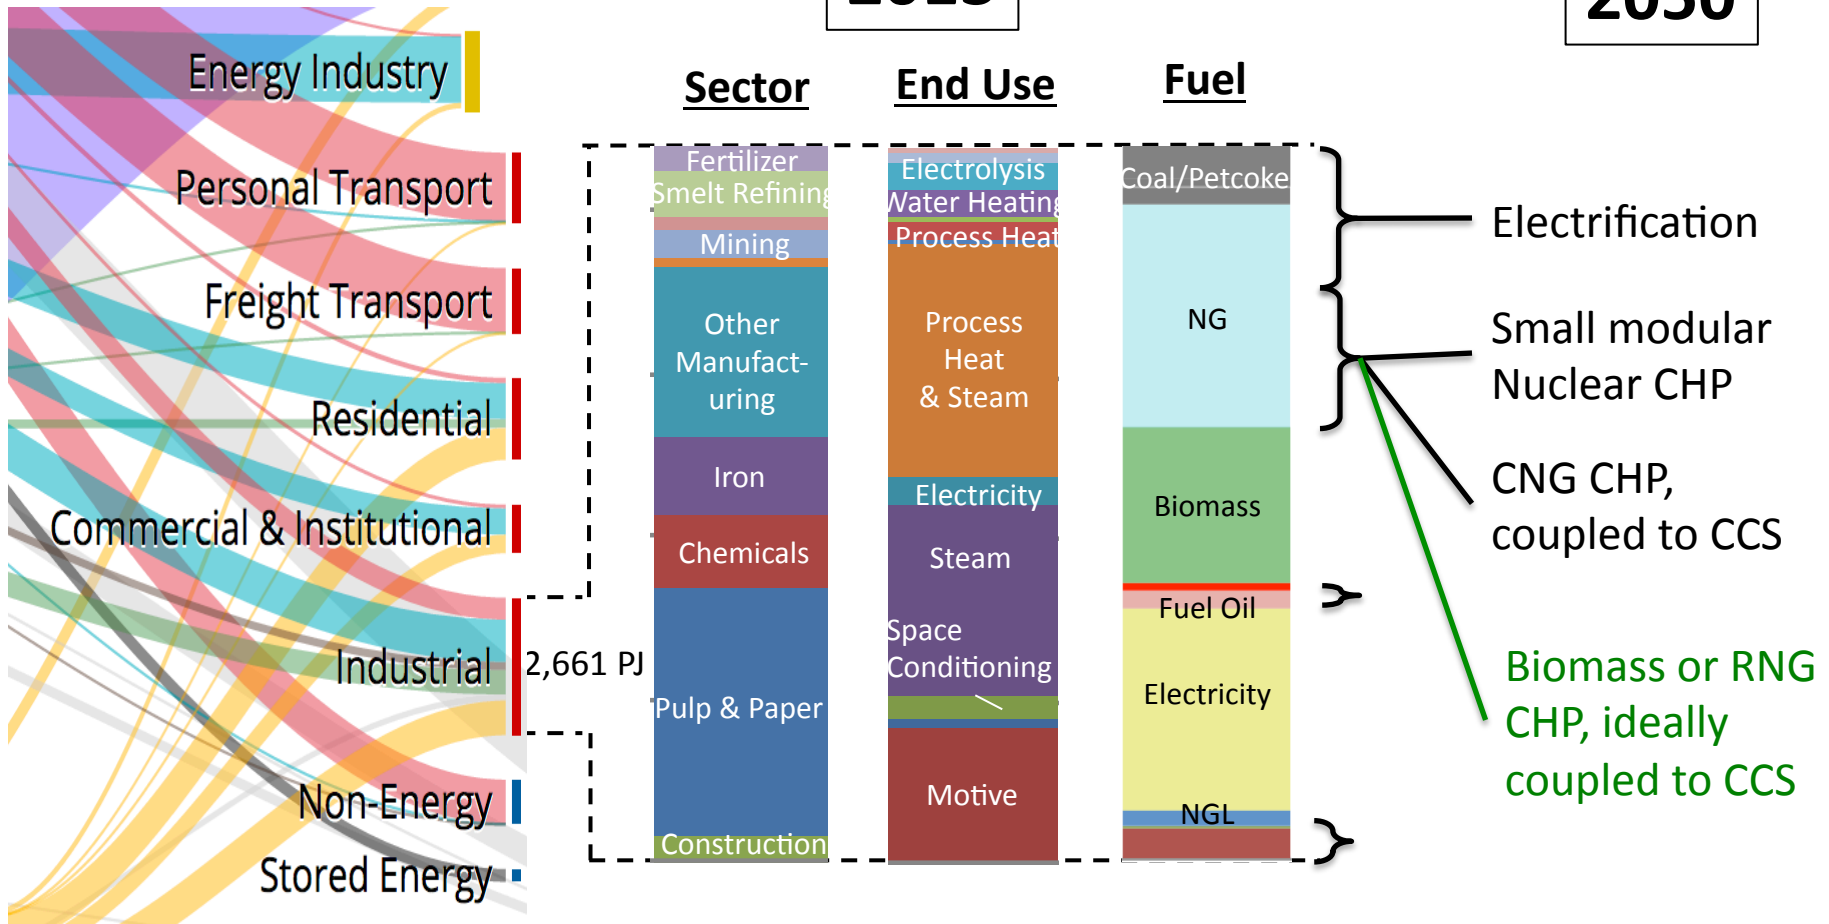 Energy Industry
Personal Transport
Freight Transport
Residential
Commercial & Institutional
Industrial
Non-Energy
Stored Energy
2,661 PJ
Sector
Fertilizer
Smelt Refining
Mining
Other
Manufact-
uring
Iron
Chemicals
Pulp & Paper
Construction
End Use
Electrolysis
Water Heating
Process Heat
Process
Heat
& Steam
Electricity
Steam
Space
Conditioning
Motive
Fuel
Coal/Petcoke
NG
Biomass
Fuel Oil
Electricity
NGL
2050
Electrification
Small modular
Nuclear CHP
CNG CHP,
coupled to CCS
Biomass or RNG
CHP, ideally
coupled to CCS